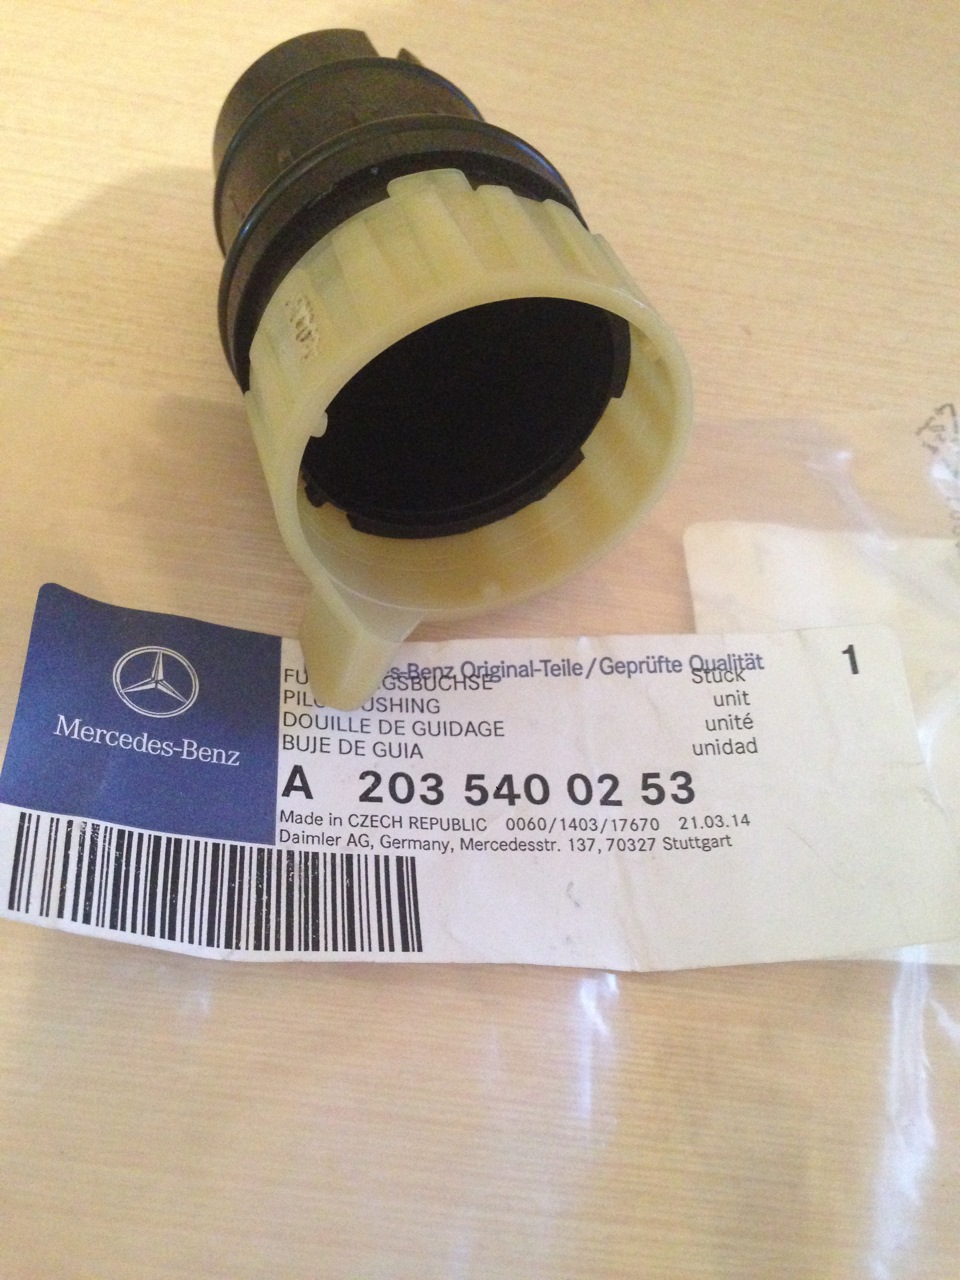 Mercedes-Benz
s-Benz Original-Teile/Geprüfte Qualität
GSBUCHSE Stück
USHING unit
DOUILLE DE GUIDAGE unité
BUJE DE GUIA unidad
1
A 203 540 02 53
Made in CZECH REPUBLIC 0060/1403/17670 21.03.14
Daimler AG, Germany, Mercedesstr. 137, 70327 Stuttgart